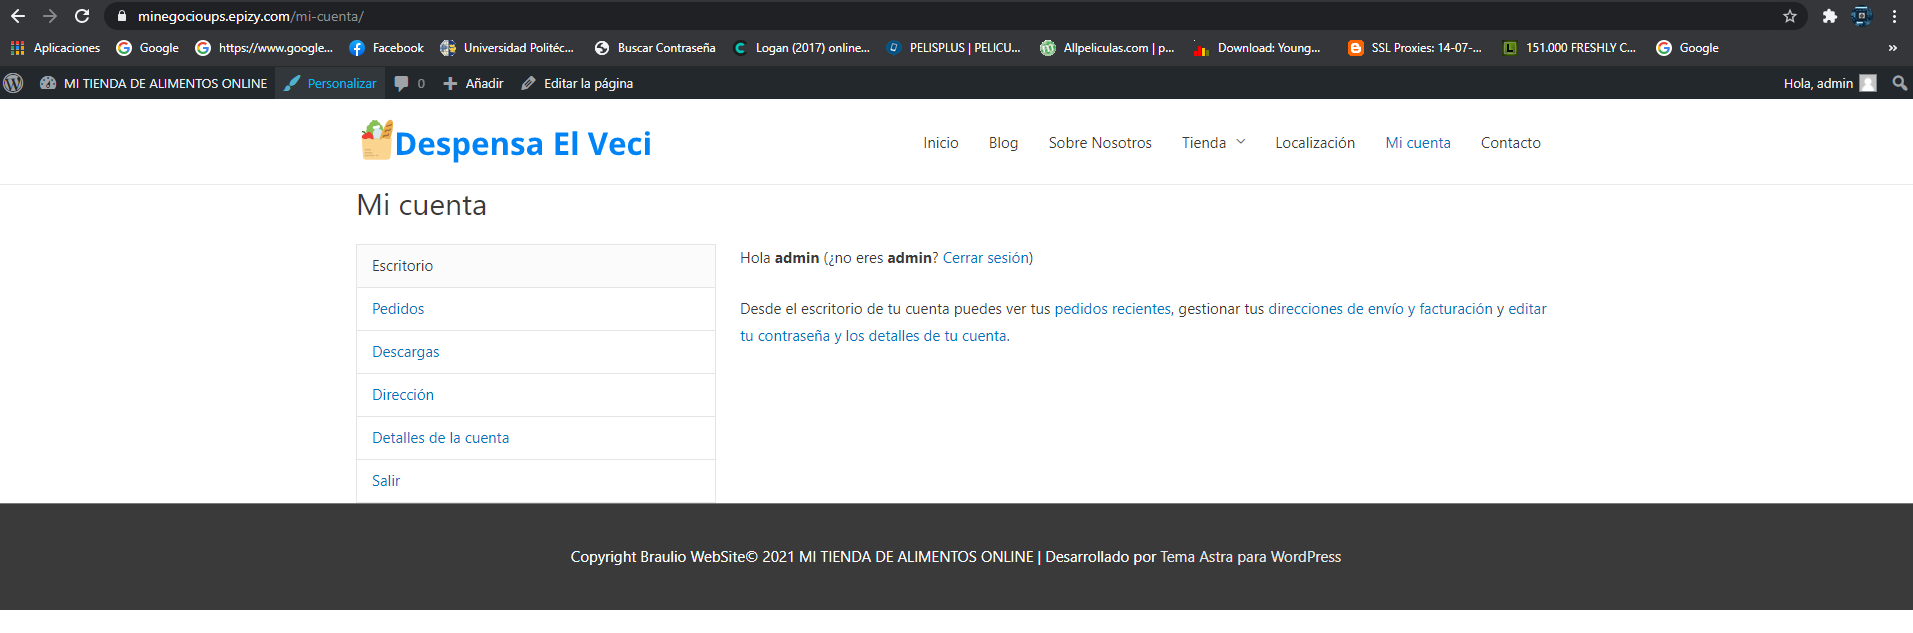 minegocioups.epizy.com/mi-cuenta/
Aplicaciones Google https://www.google... Facebook Universidad Politéc... Buscar Contraseña Logan (2017) online... PELISPLUS | PELICU... Allpeliculas.com | p... Download: Young... SSL Proxies: 14-07-... 151.000 FRESHLY C... Google »
MI TIENDA DE ALIMENTOS ONLINE Personalizar 0 Añadir Editar la página Hola, admin
Despensa El Veci Inicio Blog Sobre Nosotros Tienda Localización Mi cuenta Contacto
Mi cuenta
Escritorio
Pedidos
Descargas
Dirección
Detalles de la cuenta
Salir
Hola admin (¿no eres admin? Cerrar sesión)
Desde el escritorio de tu cuenta puedes ver tus pedidos recientes, gestionar tus direcciones de envío y facturación y editar
tu contraseña y los detalles de tu cuenta.
Copyright Braulio WebSite© 2021 MI TIENDA DE ALIMENTOS ONLINE | Desarrollado por Tema Astra para WordPress